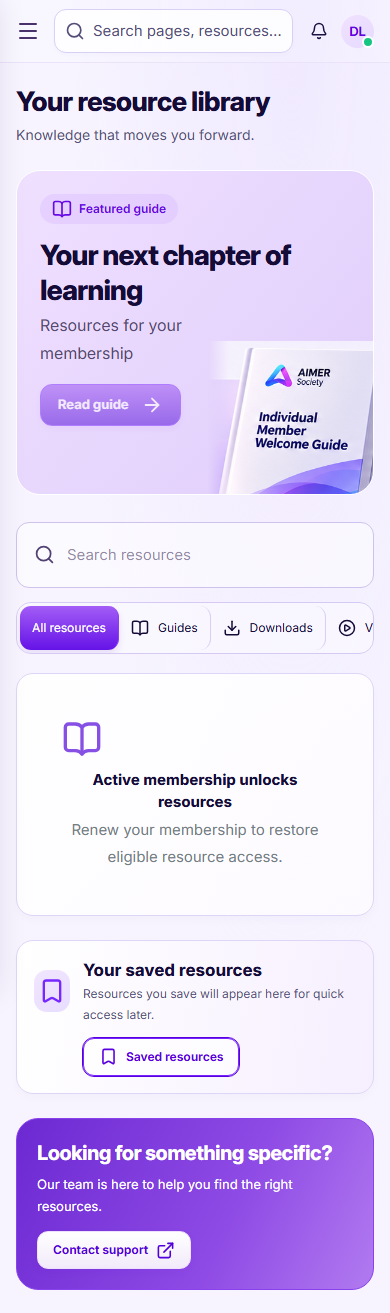 Search pages, resources...
DL
Your resource library
Knowledge that moves you forward.
Featured guide
Your next chapter of
learning
Resources for your
membership
Read guide
AIMER
Society
Individual
Member
Welcome Guide
Search resources
All resources
Guides
Downloads
V
Active membership unlocks
resources
Renew your membership to restore
eligible resource access.
Your saved resources
Resources you save will appear here for quick
access later.
Saved resources
Looking for something specific?
Our team is here to help you find the right
resources.
Contact support